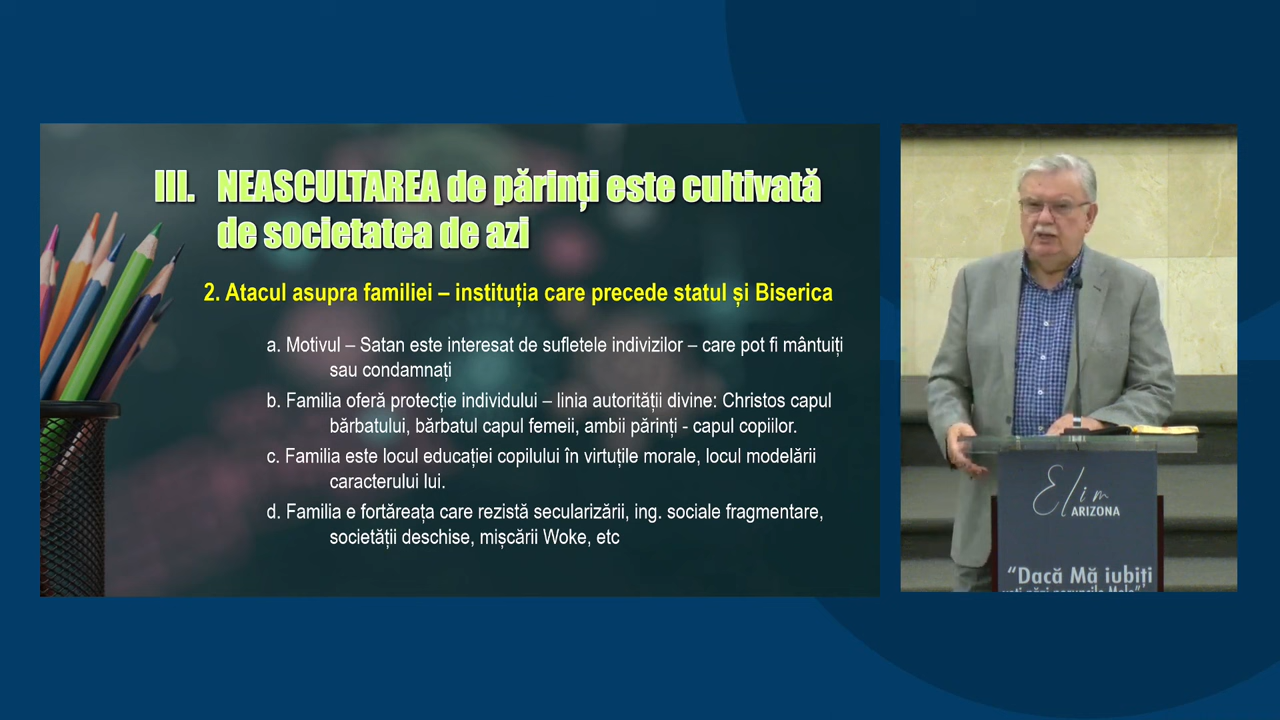 III. NEASCULTAREA de părinți este cultivată
de societatea de azi
2. Atacul asupra familiei – instituția care precede statul și Biserica
a. Motivul – Satan este interesat de sufletele indivizilor – care pot fi mântuiți
sau condamnați
b. Familia oferă protecție individului – linia autorității divine: Christos capul
bărbatului, bărbatul capul femeii, ambii părinți - capul copiilor.
c. Familia este locul educației copilului în virtuțile morale, locul modelării
caracterului lui.
d. Familia e fortăreața care rezistă secularizării, ing. sociale fragmentare,
societății deschise, mișcării Woke, etc
Elim
ARIZONA
“Dacă Mă iubiți